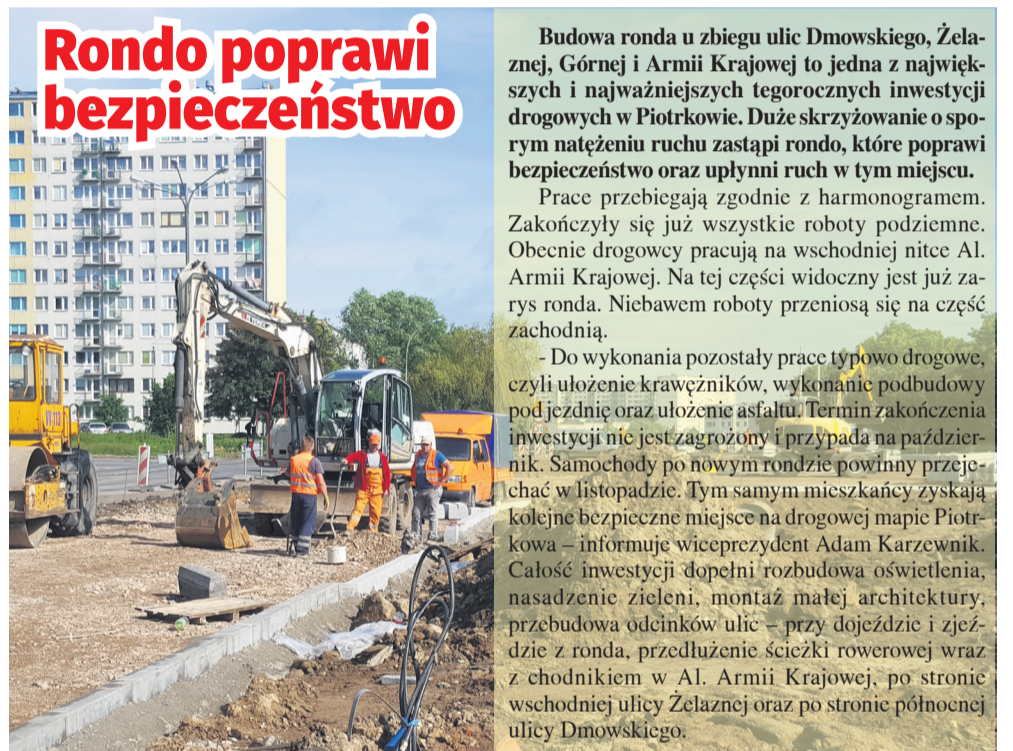 Rondo poprawi
bezpieczeństwo
Budowa ronda u zbiegu ulic Dmowskiego, Żela-
znej, Górnej i Armii Krajowej to jedna z najwięk-
szych i najważniejszych tegorocznych inwestycji
drogowych w Piotrkowie. Duże skrzyżowanie o spo-
rym natężeniu ruchu zastąpi rondo, które poprawi
bezpieczeństwo oraz upłynni ruch w tym miejscu.
Prace przebiegają zgodnie z harmonogramem.
Zakończyły się już wszystkie roboty podziemne.
Obecnie drogowcy pracują na wschodniej nitce Al.
Armii Krajowej. Na tej części widoczny jest już za-
rys ronda. Niebawem roboty przeniosą się na część
zachodnią.
- Do wykonania pozostały prace typowo drogowe,
czyli ułożenie krawężników, wykonanie podbudowy
pod jezdnię oraz ułożenie asfaltu. Termin zakończenia
inwestycji nie jest zagrożony i przypada na paździer-
nik. Samochody po nowym rondzie powinny przeje-
chać w listopadzie. Tym samym mieszkańcy zyskają
kolejne bezpieczne miejsce na drogowej mapie Piotr-
kowa – informuje wiceprezydent Adam Karzewnik.
Całość inwestycji dopełni rozbudowa oświetlenia,
nasadzenie zieleni, montaż małej architektury,
przebudowa odcinków ulic – przy dojeździe i zjeź-
dzie z ronda, przedłużenie ścieżki rowerowej wraz
z chodnikiem w Al. Armii Krajowej, po stronie
wschodniej ulicy Żelaznej oraz po stronie północnej
ulicy Dmowskiego.